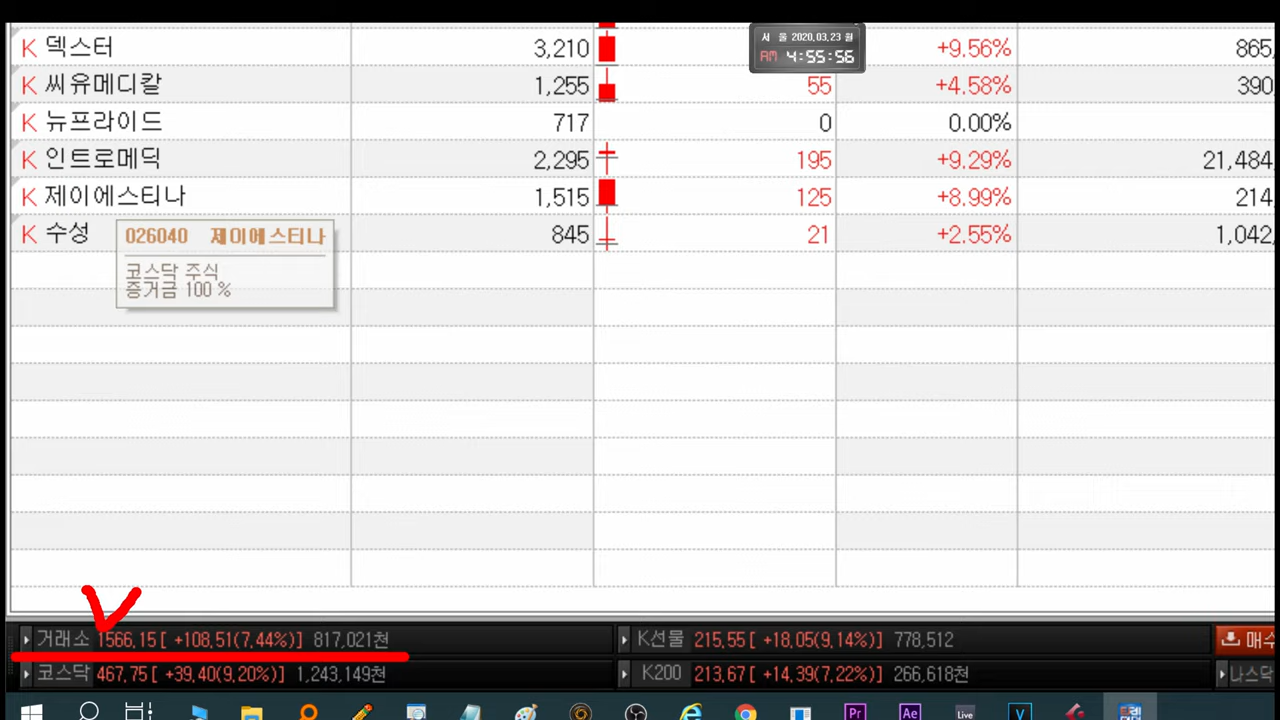 서 울 2020.03.23 월
AM 4:55:56
K 덱스터 3,210 +9.56% 865,
K 씨유메디칼 1,255 55 +4.58% 390,
K 뉴프라이드 717 0 0.00%
K 인트로메딕 2,295 195 +9.29% 21,484,
K 제이에스티나 1,515 125 +8.99% 214,
K 수성 845 21 +2.55% 1,042,
026040 제이에스티나
코스닥 주식
증거금 100 %
거래소 1566,15 [ +108,51(7,44%)] 817,021천 K선물 215,55 [ +18,05(9,14%)] 778,512 매수
코스닥 467,75 [ +39,40(9,20%)] 1,243,149천 K200 213,67 [ +14,39(7,22%)] 266,618천 나스닥
Pr Ae Live V